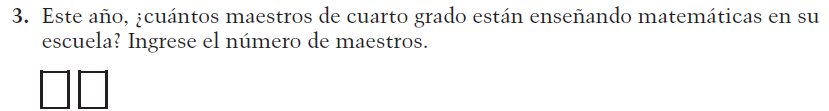 3. Este año, ¿cuántos maestros de cuarto grado están enseñando matemáticas en su
escuela? Ingrese el número de maestros.